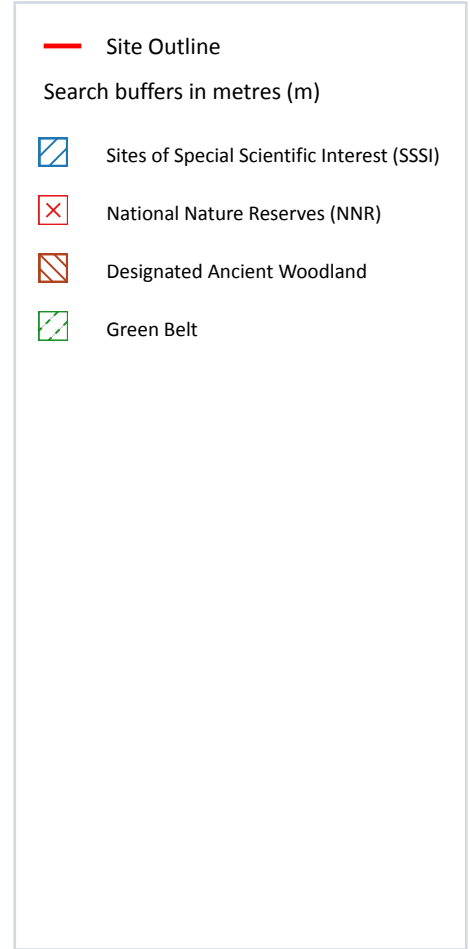 Site Outline
Search buffers in metres (m)
Sites of Special Scientific Interest (SSSI)
National Nature Reserves (NNR)
Designated Ancient Woodland
Green Belt